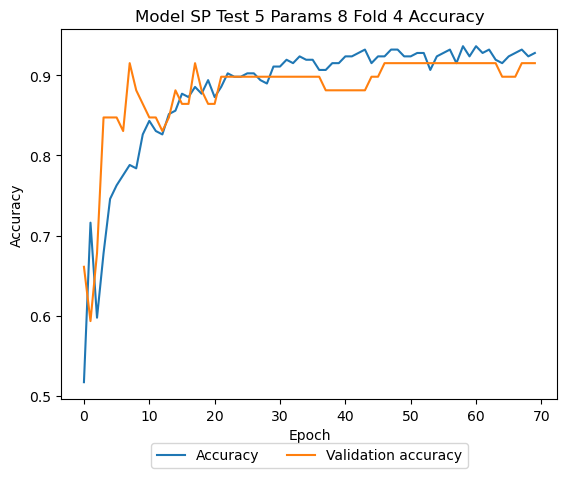 Model SP Test 5 Params 8 Fold 4 Accuracy
0.9
0.8
0.7
0.6
0.5
Accuracy
0 10 20 30 40 50 60 70
Epoch
Accuracy Validation accuracy